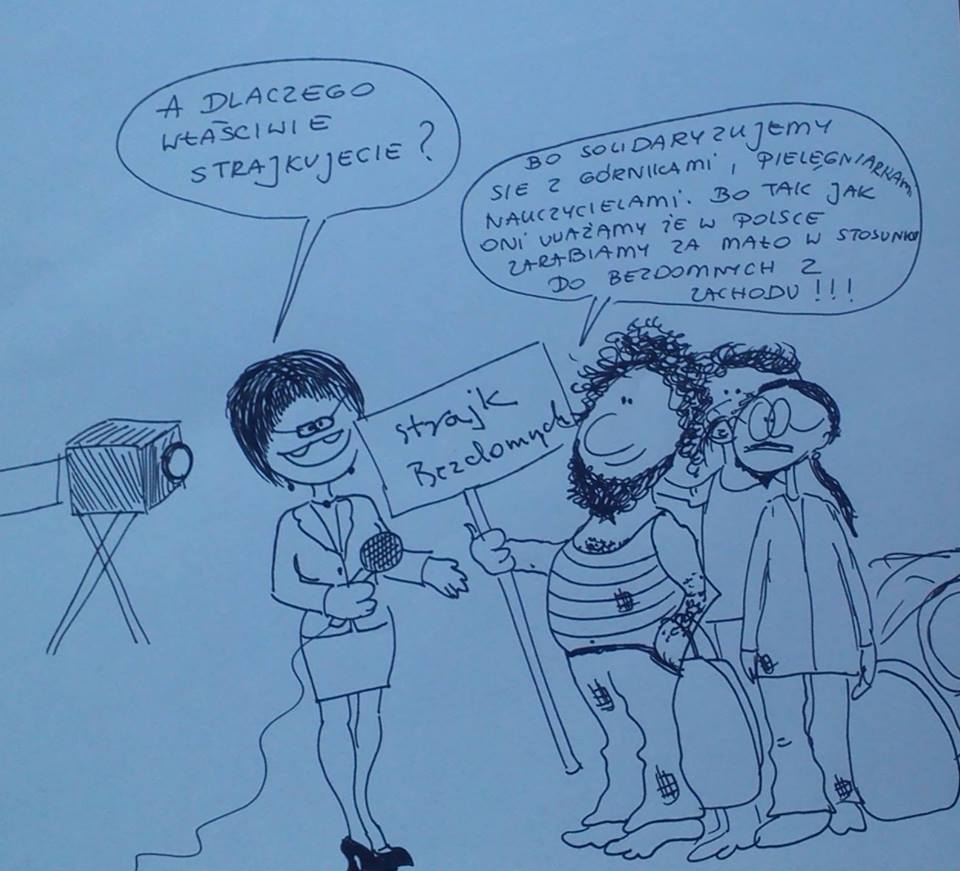 A DLACZEGO
WŁAŚCIWIE
STRAJKUJECIE?
BO SOLIDARYZUJEMY
SIE Z GÓRNIKAMI, PIELĘGNIARKAMI
NAUCZYCIELAMI. BO TAK JAK
ONI UWAŻAMY ŻE W POLSCE
ZARABIAMY ZA MAŁO W STOSUNKU
DO BEZDOMNYCH Z
ZACHODU!!!
strajk
Bezdomnych